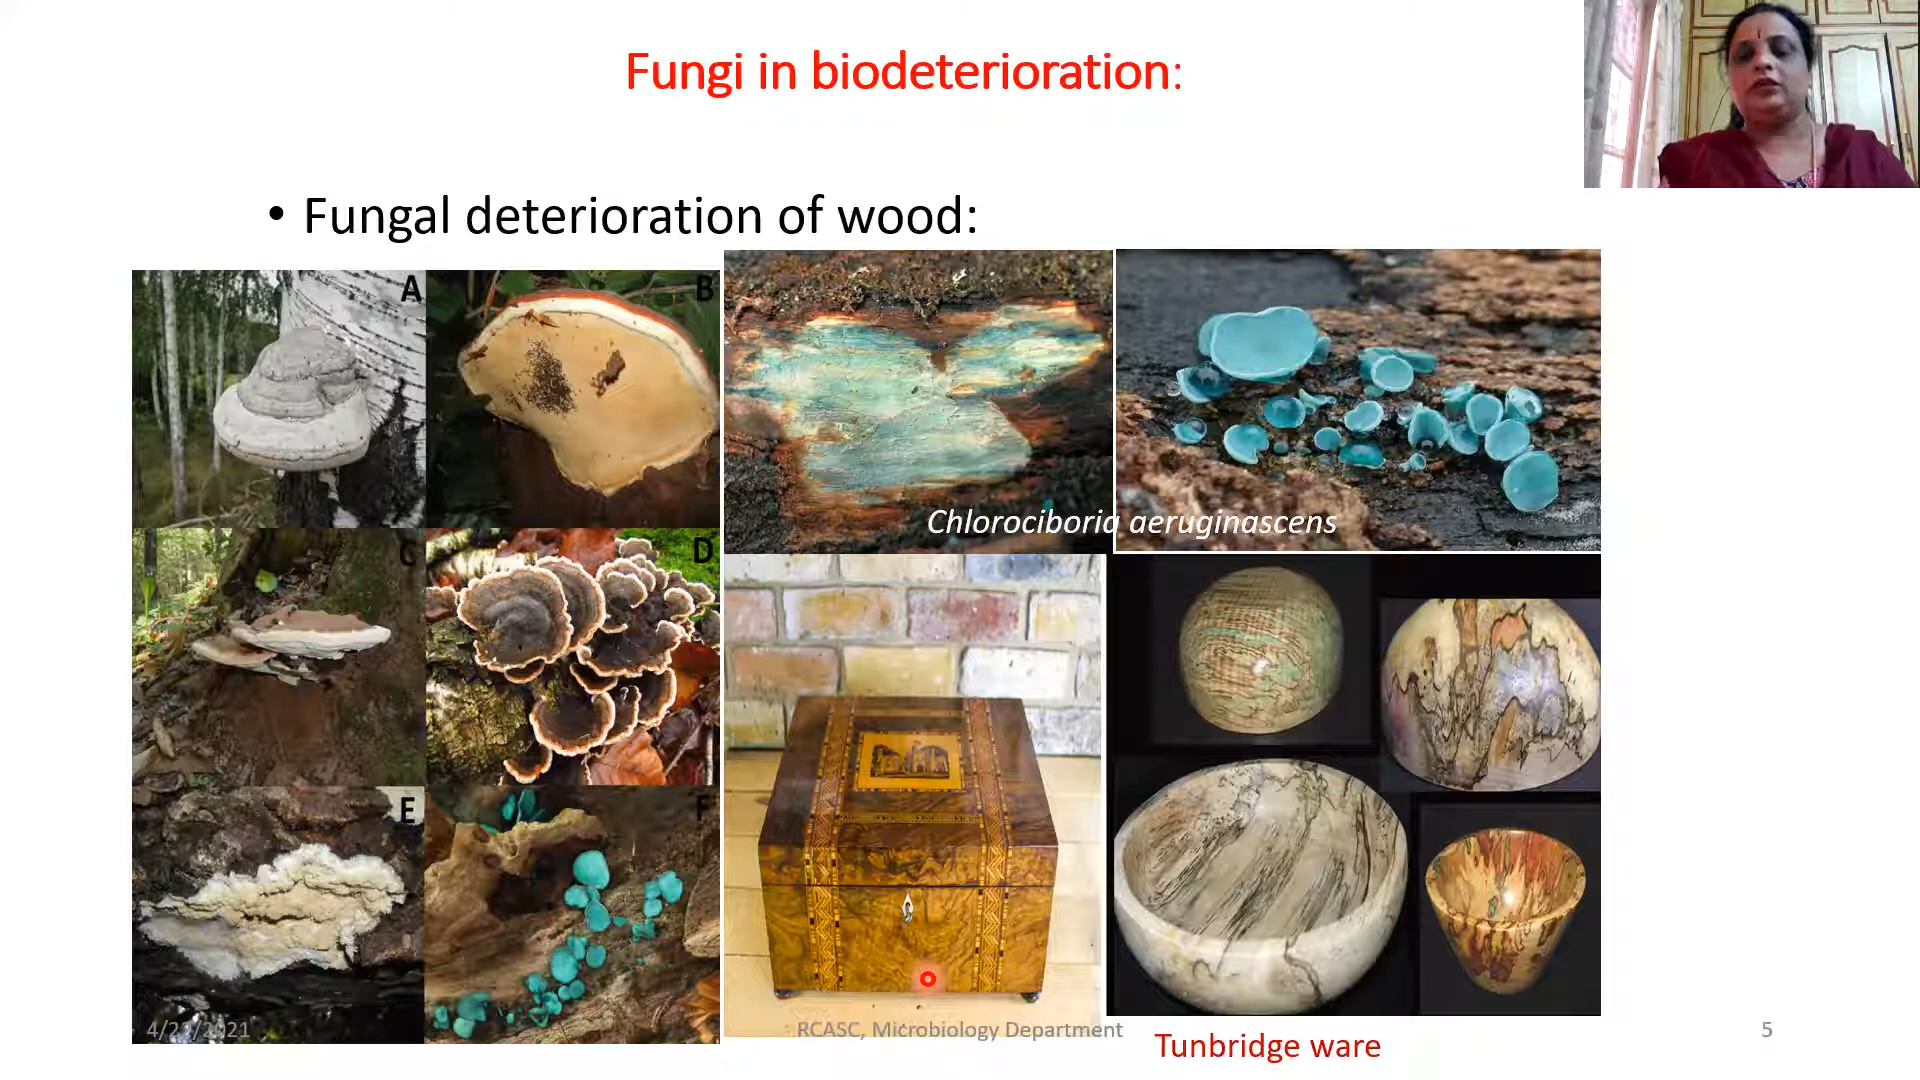 Fungi in biodeterioration:
• Fungal deterioration of wood:
A
B
C
D
E
F
Chlorociboria aeruginascens
4/23/2021
RCASC, Microbiology Department
Tunbridge ware
5